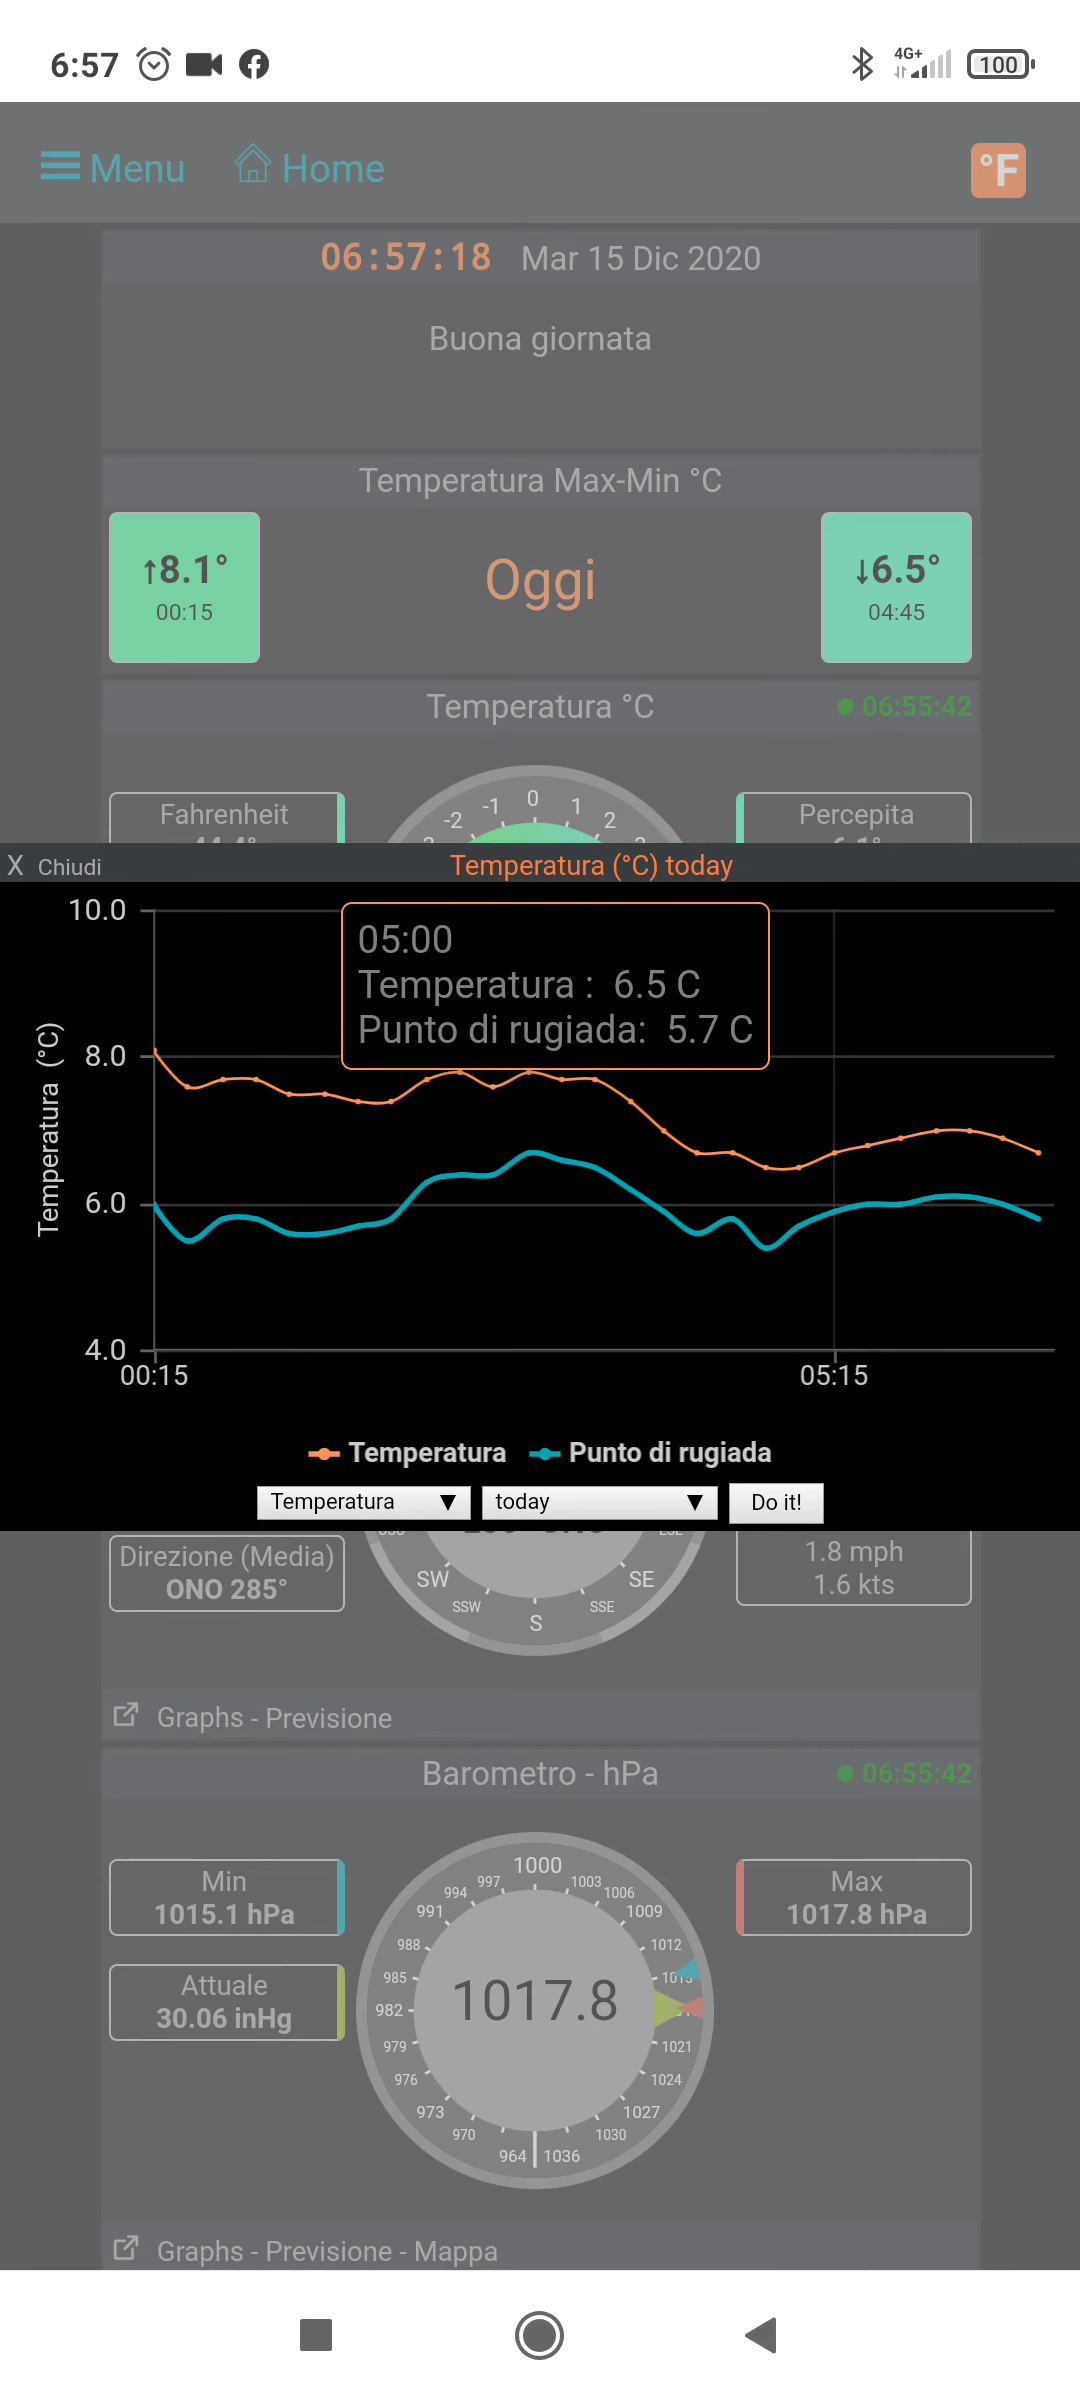 6:57
4G+
100
Menu
Home
°F
06:57:18 Mar 15 Dic 2020
Buona giornata
Temperatura Max-Min °C
↑8.1°
00:15
Oggi
↓6.5°
04:45
Temperatura °C
06:55:42
Fahrenheit
-2 -1 0 1 2
Percepita
X Chiudi
Temperatura (°C) today
05:00
Temperatura : 6.5 C
Punto di rugiada: 5.7 C
Temperatura (°C)
10.0
8.0
6.0
4.0
00:15
05:15
Temperatura
Punto di rugiada
Temperatura ▼
today ▼
Do it!
Direzione (Media)
ONO 285°
SW
SSW
S
SSE
SE
1.8 mph
1.6 kts
Graphs - Previsione
Barometro - hPa
06:55:42
Min
1015.1 hPa
Attuale
30.06 inHg
964
970
973
976
979
982
985
988
991
994
997
1000
1003
1006
1009
1012
1015
1021
1024
1027
1030
1036
1017.8
Max
1017.8 hPa
Graphs - Previsione - Mappa